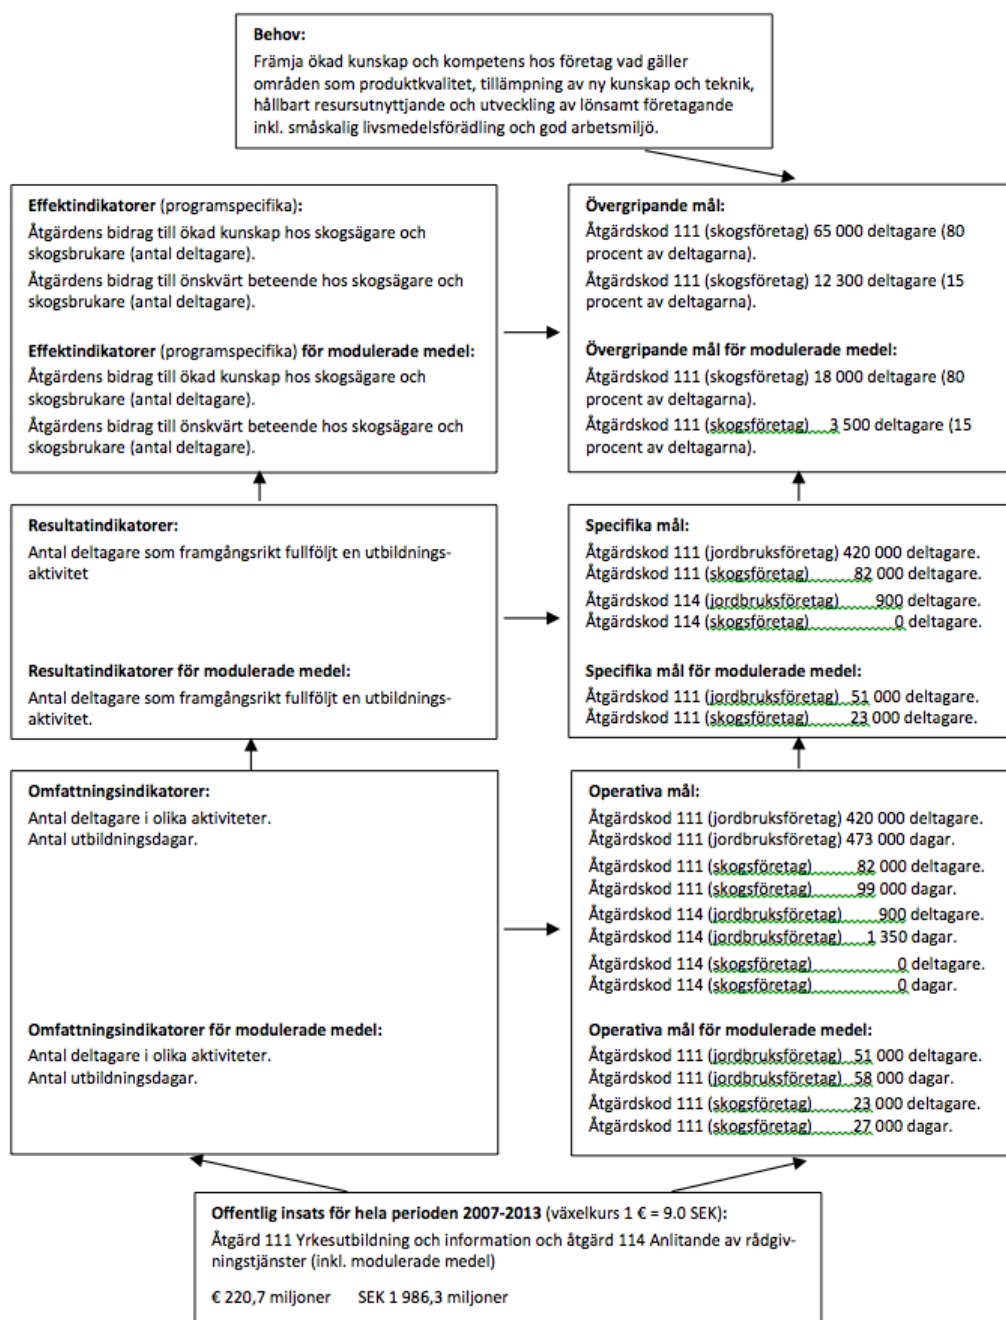 Behov:
Främja ökad kunskap och kompetens hos företag vad gäller
områden som produktkvalitet, tillämpning av ny kunskap och teknik,
hållbart resursutnyttjande och utveckling av lönsamt företagande
inkl. småskalig livsmedelsförädling och god arbetsmiljö.
Effektindikatorer (programspecifika):
Åtgärdens bidrag till ökad kunskap hos skogsägare och
skogsbrukare (antal deltagare).
Åtgärdens bidrag till önskvärt beteende hos skogsägare och
skogsbrukare (antal deltagare).
Effektindikatorer (programspecifika) för modulerade medel:
Åtgärdens bidrag till ökad kunskap hos skogsägare och
skogsbrukare (antal deltagare).
Åtgärdens bidrag till önskvärt beteende hos skogsägare och
skogsbrukare (antal deltagare).
Övergripande mål:
Åtgärdskod 111 (skogsföretag) 65 000 deltagare (80
procent av deltagarna).
Åtgärdskod 111 (skogsföretag) 12 300 deltagare (15
procent av deltagarna).
Övergripande mål för modulerade medel:
Åtgärdskod 111 (skogsföretag) 18 000 deltagare (80
procent av deltagarna).
Åtgärdskod 111 (skogsföretag) 3 500 deltagare (15
procent av deltagarna).
Resultatindikatorer:
Antal deltagare som framgångsrikt fullföljt en utbildnings-
aktivitet
Resultatindikatorer för modulerade medel:
Antal deltagare som framgångsrikt fullföljt en utbildnings-
aktivitet.
Specifika mål:
Åtgärdskod 111 (jordbruksföretag) 420 000 deltagare.
Åtgärdskod 111 (skogsföretag) 82 000 deltagare.
Åtgärdskod 114 (jordbruksföretag) 900 deltagare.
Åtgärdskod 114 (skogsföretag) 0 deltagare.
Specifika mål för modulerade medel:
Åtgärdskod 111 (jordbruksföretag) 51 000 deltagare.
Åtgärdskod 111 (skogsföretag) 23 000 deltagare.
Omfattningsindikatorer:
Antal deltagare i olika aktiviteter.
Antal utbildningsdagar.
Omfattningsindikatorer för modulerade medel:
Antal deltagare i olika aktiviteter.
Antal utbildningsdagar.
Operativa mål:
Åtgärdskod 111 (jordbruksföretag) 420 000 deltagare.
Åtgärdskod 111 (jordbruksföretag) 473 000 dagar.
Åtgärdskod 111 (skogsföretag) 82 000 deltagare.
Åtgärdskod 111 (skogsföretag) 99 000 dagar.
Åtgärdskod 114 (jordbruksföretag) 900 deltagare.
Åtgärdskod 114 (jordbruksföretag) 1 350 dagar.
Åtgärdskod 114 (skogsföretag) 0 deltagare.
Åtgärdskod 114 (skogsföretag) 0 dagar.
Operativa mål för modulerade medel:
Åtgärdskod 111 (jordbruksföretag) 51 000 deltagare.
Åtgärdskod 111 (jordbruksföretag) 58 000 dagar.
Åtgärdskod 111 (skogsföretag) 23 000 deltagare.
Åtgärdskod 111 (skogsföretag) 27 000 dagar.
Offentlig insats för hela perioden 2007-2013 (växelkurs 1 € = 9.0 SEK):
Åtgärd 111 Yrkesutbildning och information och åtgärd 114 Anlitande av rådgiv-
ningstjänster (inkl. modulerade medel)
€ 220,7 miljoner SEK 1 986,3 miljoner